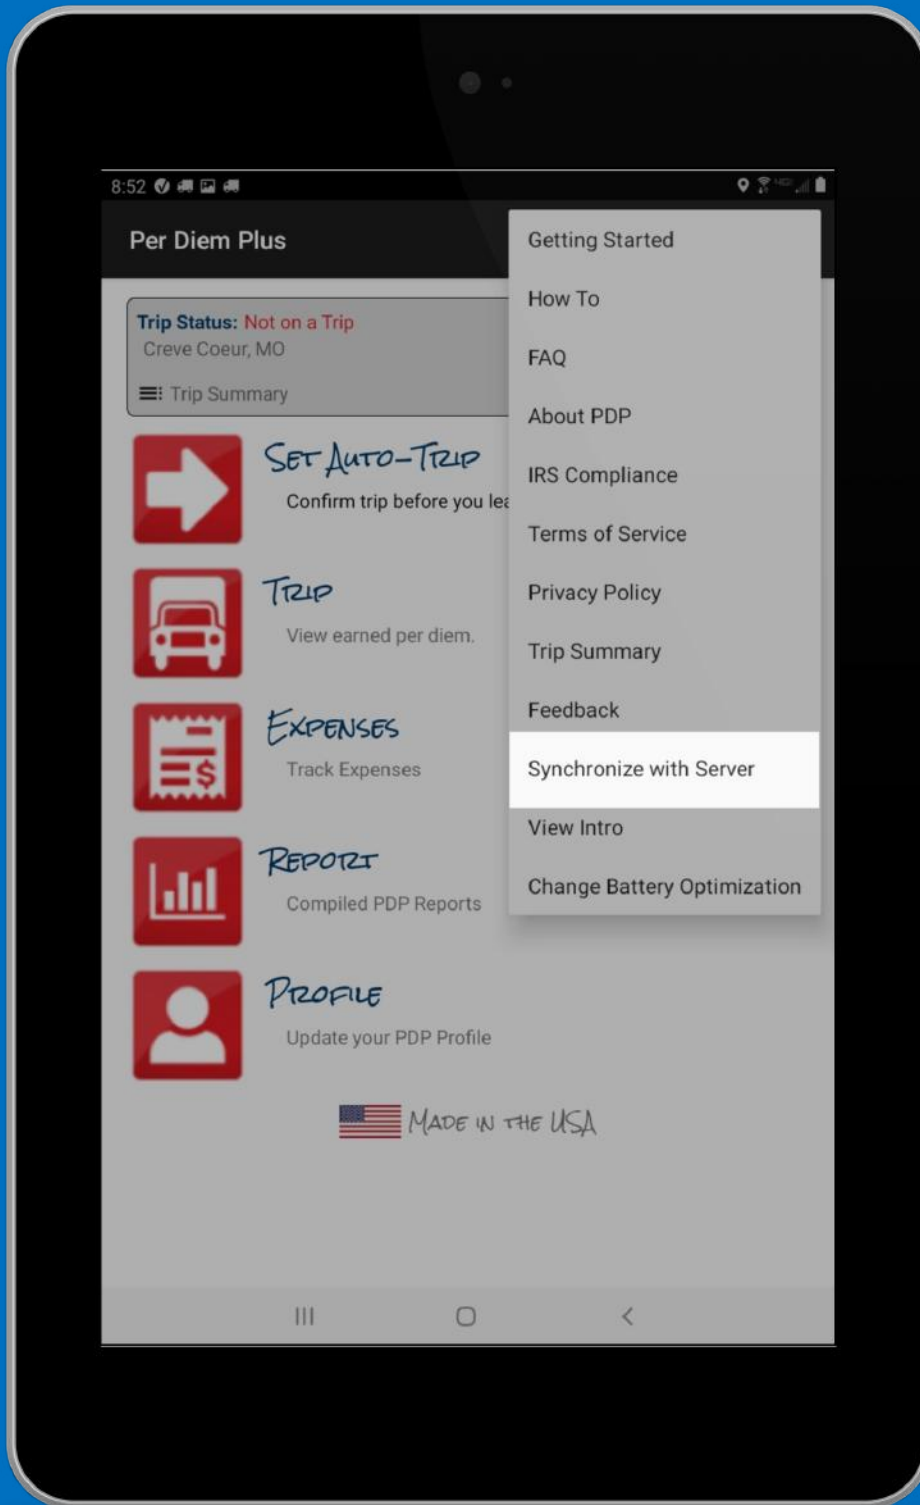 8:52
Per Diem Plus
Trip Status: Not on a Trip
Creve Coeur, MO
Trip Summary
SET AUTO-TRIP
Confirm trip before you lea
TRIP
View earned per diem.
EXPENSES
Track Expenses
REPORT
Compiled PDP Reports
PROFILE
Update your PDP Profile
MADE IN THE USA
Getting Started
How To
FAQ
About PDP
IRS Compliance
Terms of Service
Privacy Policy
Trip Summary
Feedback
Synchronize with Server
View Intro
Change Battery Optimization